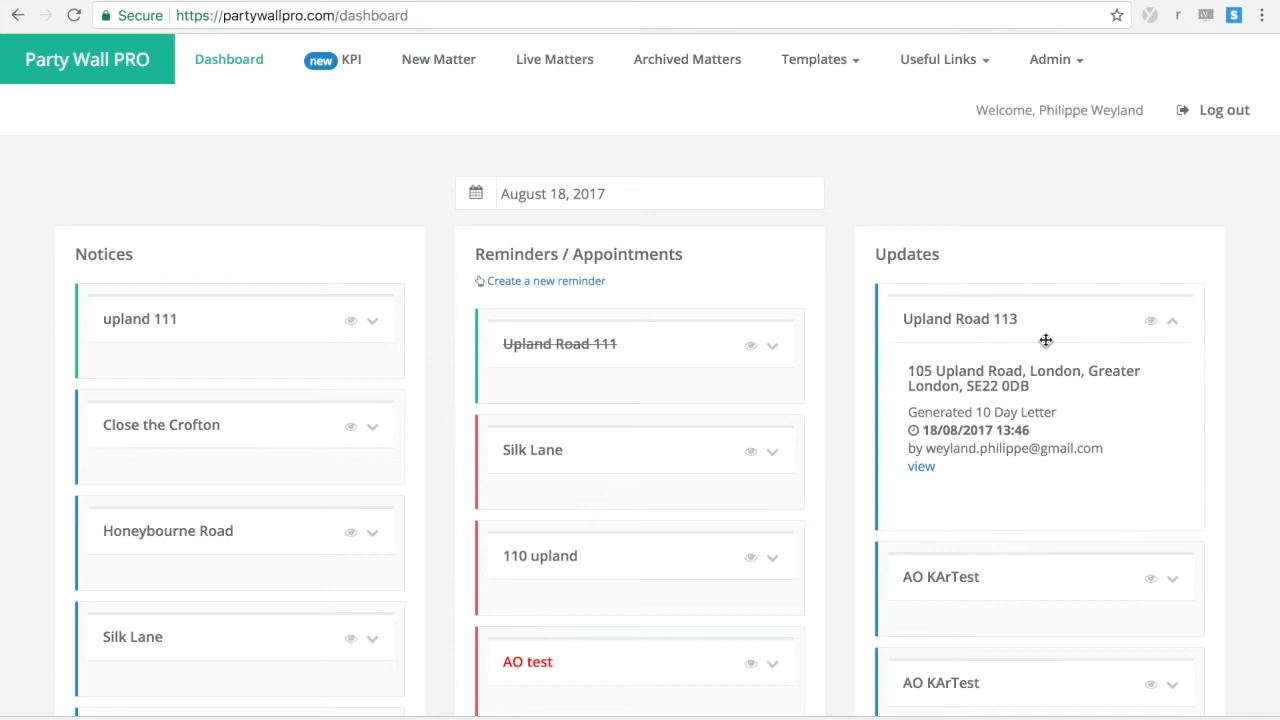 Secure
https://partywallpro.com/dashboard
Party Wall PRO
Dashboard
new KPI
New Matter
Live Matters
Archived Matters
Templates
Useful Links
Admin
Welcome, Philippe Weyland
Log out
August 18, 2017
Notices
upland 111
Close the Crofton
Honeybourne Road
Silk Lane
Reminders / Appointments
Create a new reminder
Upland Road 111
Silk Lane
110 upland
AO test
Updates
Upland Road 113
105 Upland Road, London, Greater
London, SE22 0DB
Generated 10 Day Letter
18/08/2017 13:46
by weyland.philippe@gmail.com
view
AO KArTest
AO KArTest